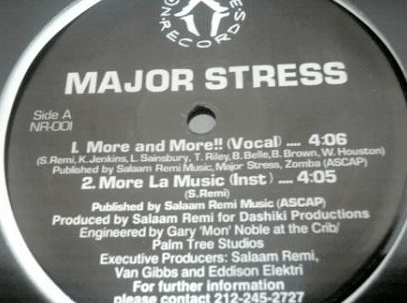 RECORDS
MAJOR STRESS
Side A
NR-001
1. More and More!! (Vocal) .... 4:06
(S. Remi, K. Jenkins, L. Sainsbury, T. Riley, B. Belle, B. Brown, W. Houston)
Published by Salaam Remi Music, Major Stress, Zomba (ASCAP)
2. More La Music (Inst) .... 4:05
(S. Remi)
Published by Salaam Remi Music (ASCAP)
Produced by Salaam Remi for Dashiki Productions
Engineered by Gary 'Mon' Noble at the Crib/
Palm Tree Studios
Executive Producers: Salaam Remi,
Van Gibbs and Eddison Elektri
For further information
please contact 212-245-2727